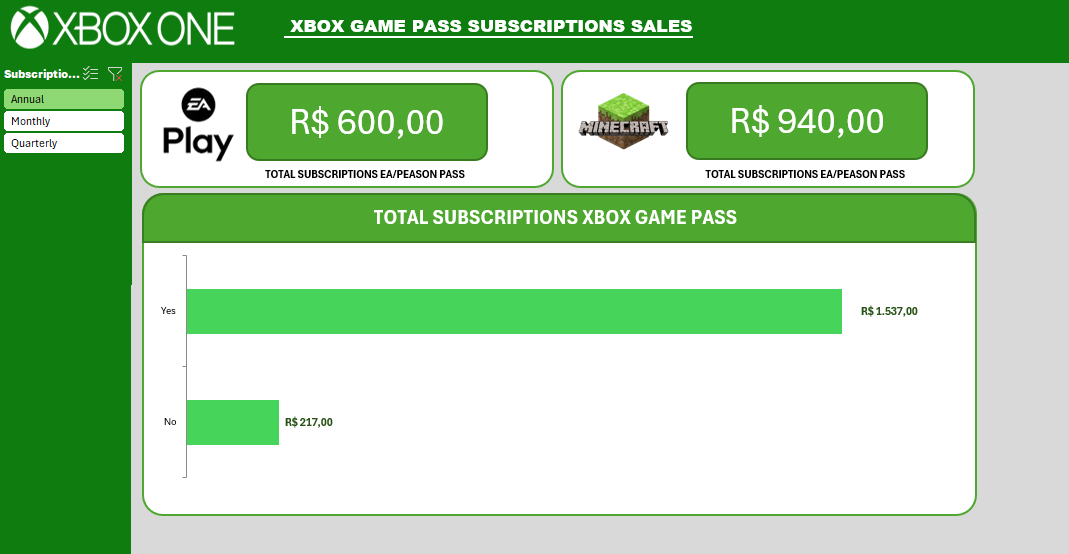 XBOX ONE
XBOX GAME PASS SUBSCRIPTIONS SALES
Subscriptio...
Annual
Monthly
Quarterly
EA
Play
R$ 600,00
TOTAL SUBSCRIPTIONS EA/PEASON PASS
MINECRAFT
R$ 940,00
TOTAL SUBSCRIPTIONS EA/PEASON PASS
TOTAL SUBSCRIPTIONS XBOX GAME PASS
Yes
R$ 1.537,00
No
R$ 217,00